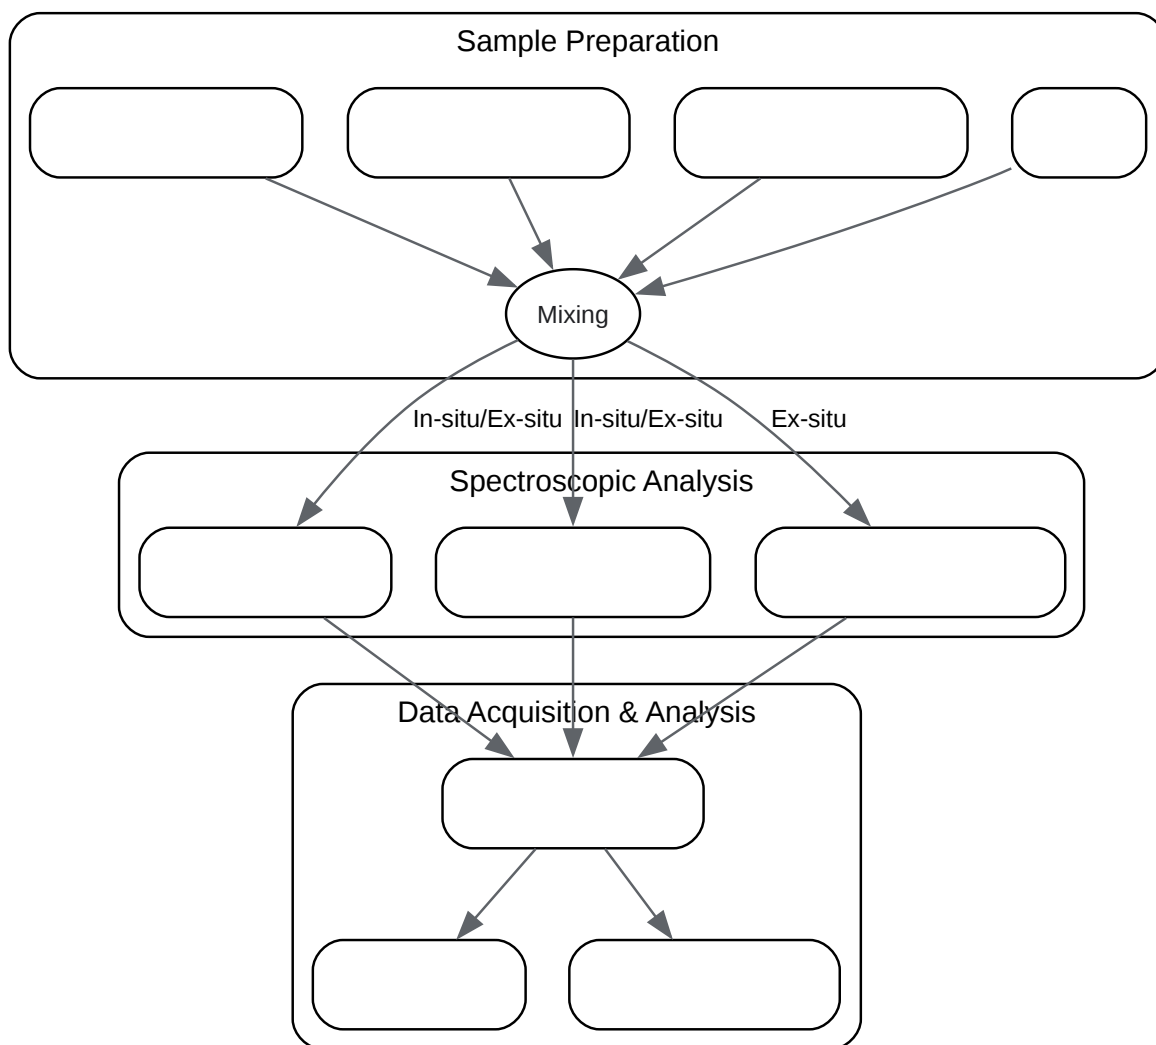 Sample Preparation
Mixing
In-situ/Ex-situ
In-situ/Ex-situ
Ex-situ
Spectroscopic Analysis
Data Acquisition & Analysis